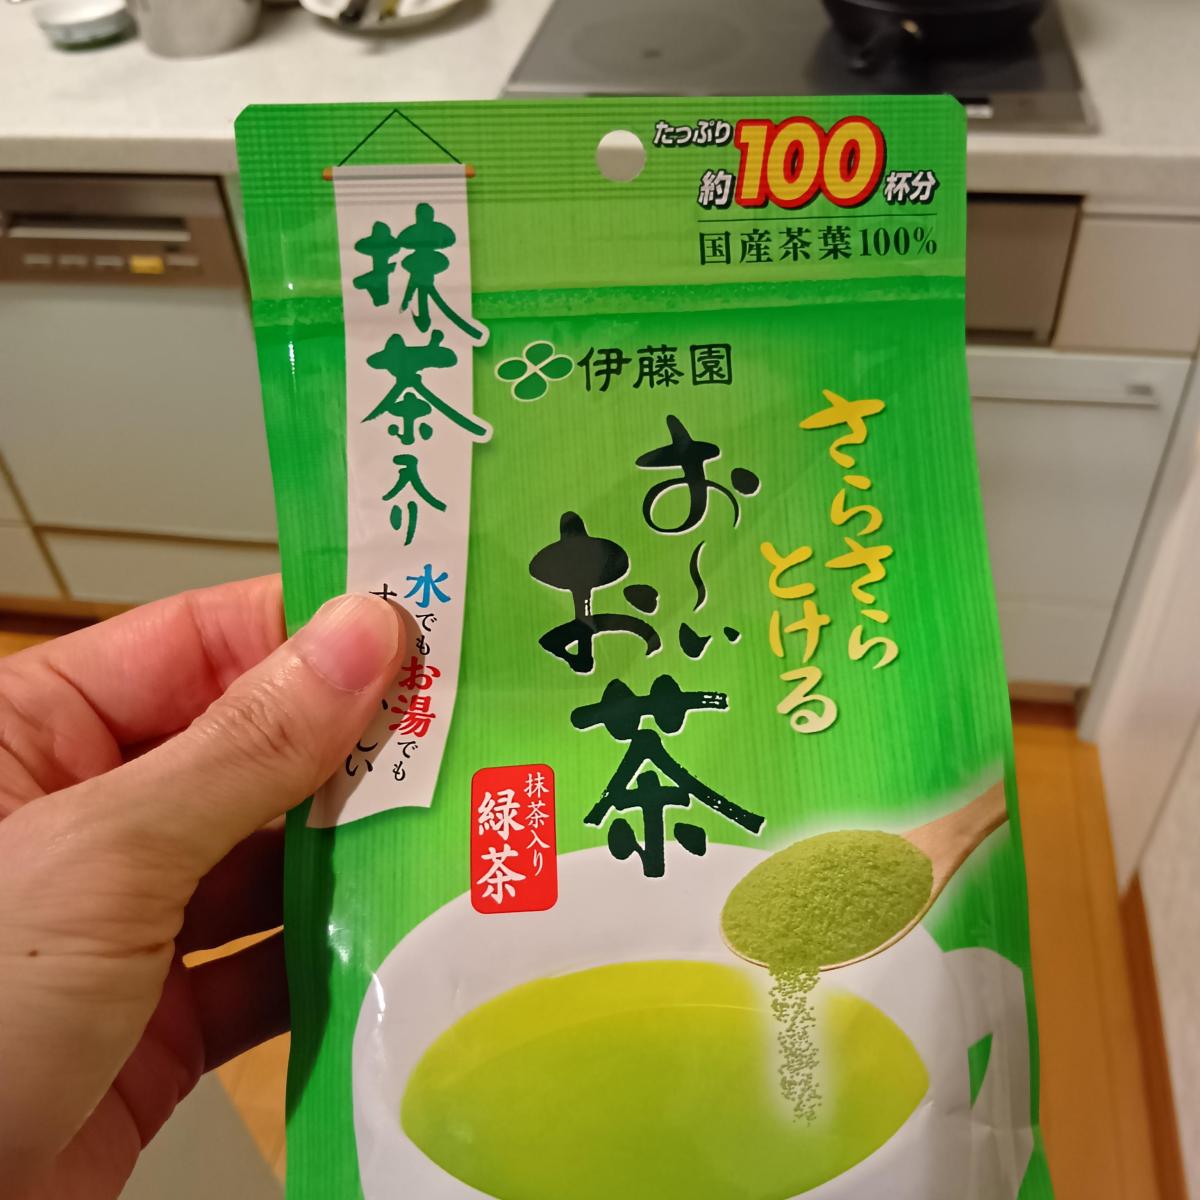 たっぷり
約100杯分
国産茶葉100%
抹茶入り
水でもお湯でも
伊藤園
お〜い
お茶
さらさら
とける
抹茶入り
緑茶